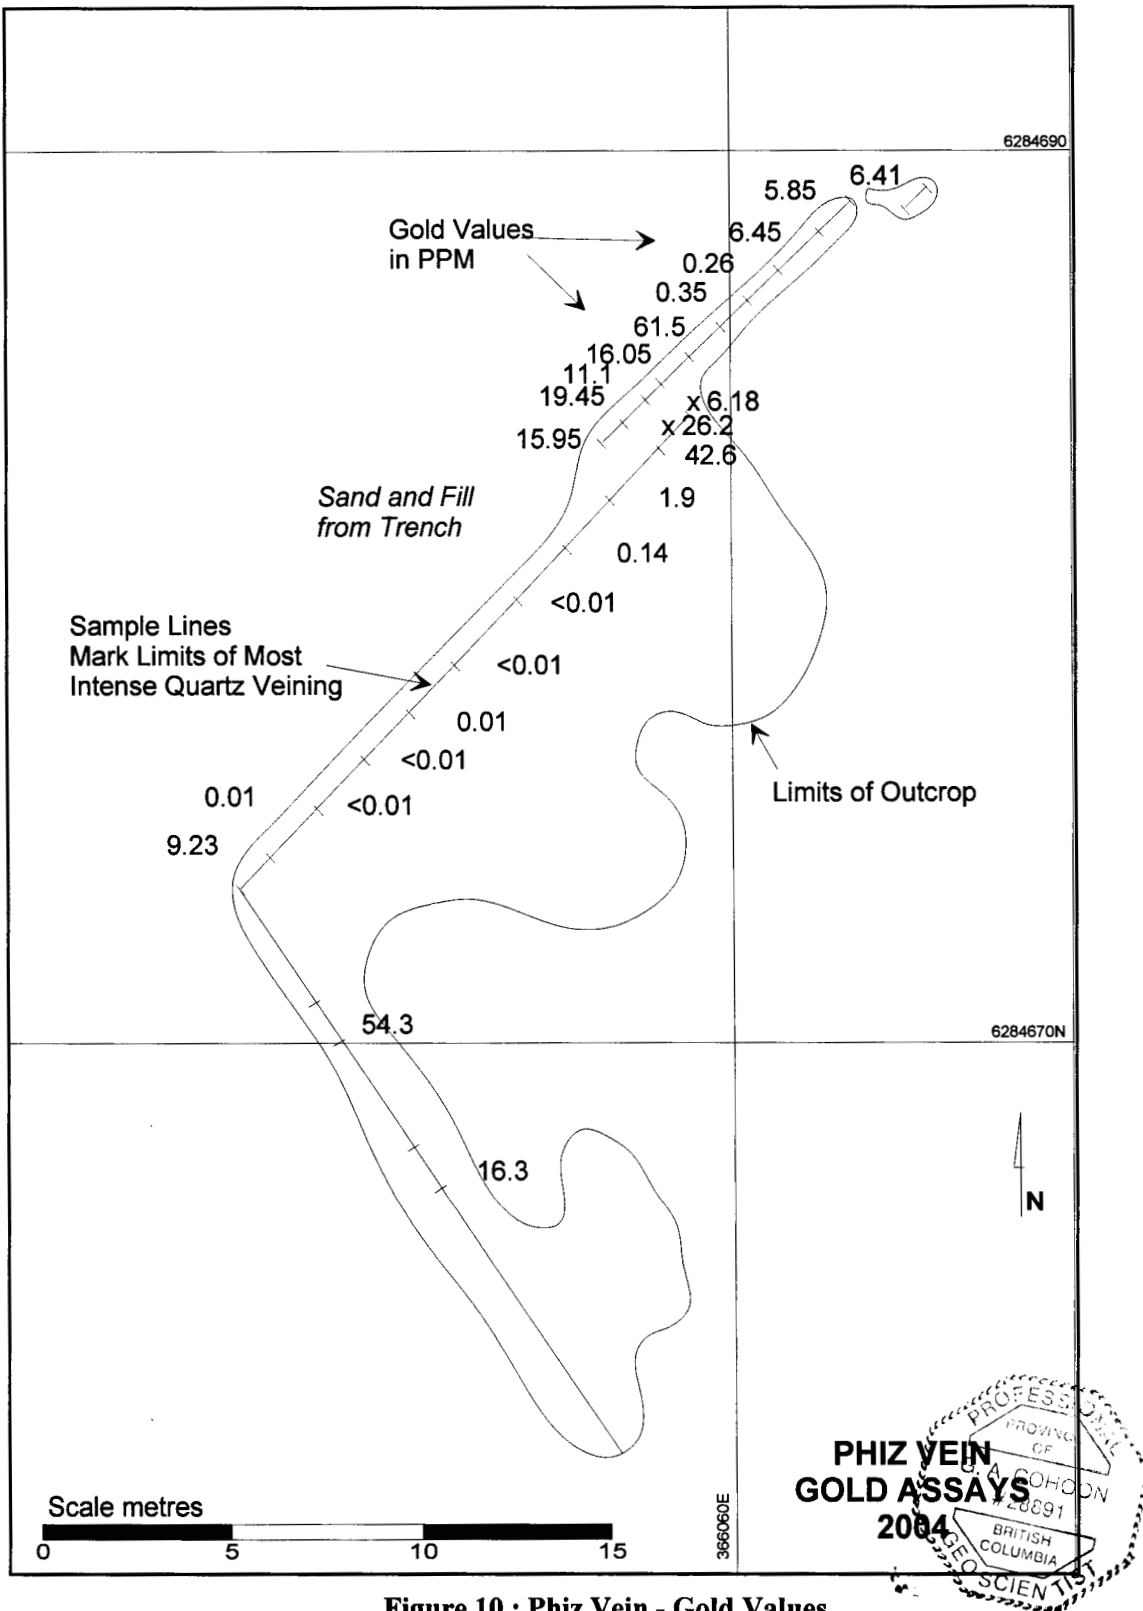 6284690
6.41
5.85
Gold Values
in PPM
6.45
0.26
0.35
61.5
16.05
11.1
19.45
6.18
26.2
15.95
42.6
Sand and Fill
from Trench
1.9
0.14
<0.01
Sample Lines
Mark Limits of Most
Intense Quartz Veining
<0.01
0.01
<0.01
Limits of Outcrop
0.01
<0.01
9.23
54.3
6284670N
16.3
N
PROFESSIONAL
PROVINCE
OF
G. A. COHOON
#28891
BRITISH
COLUMBIA
GEOSCIENTIST
PHIZ VEIN
GOLD ASSAYS
2004
366060E
Scale metres
0 5 10 15
Figure 10 : Phiz Vein - Gold Values
x
x